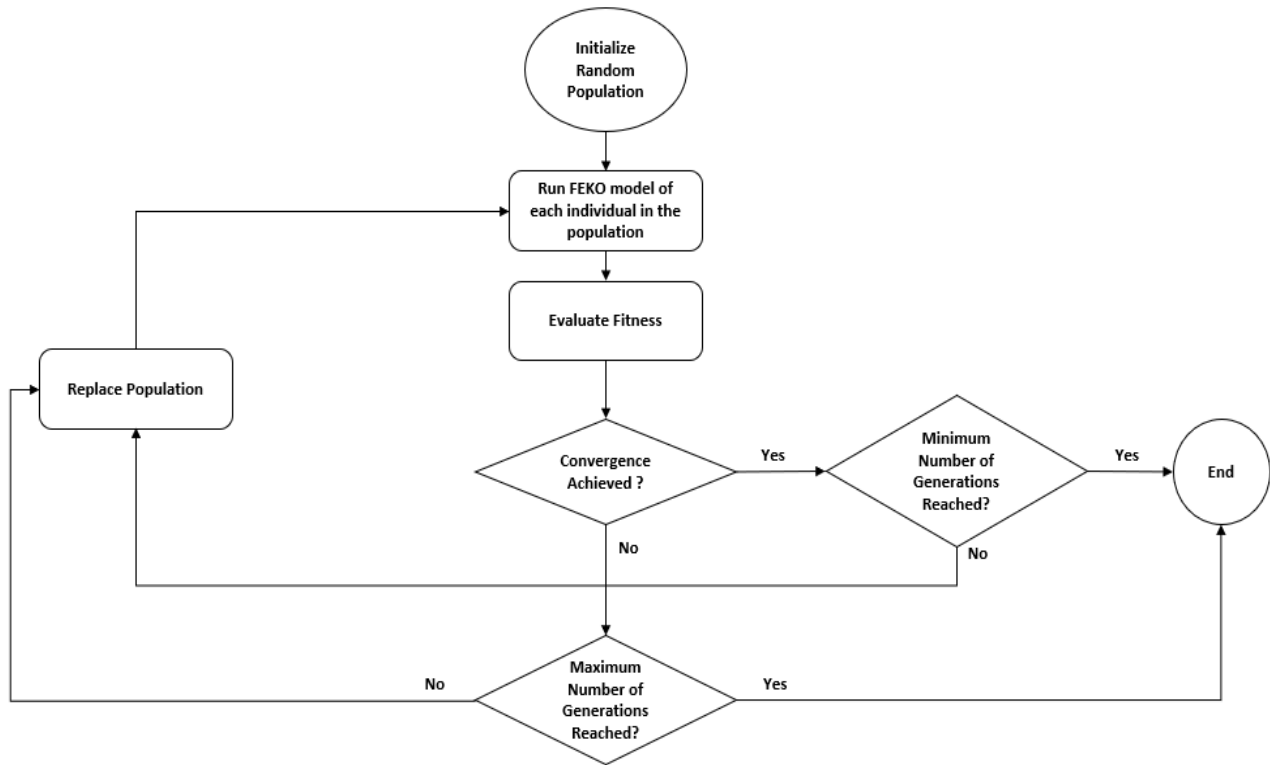 Initialize
Random
Population
Run FEKO model of
each individual in the
population
Evaluate Fitness
Replace Population
Convergence
Achieved ?
Yes
Minimum
Number of
Generations
Reached?
Yes
End
No
No
Maximum
Number of
Generations
Reached?
No
Yes